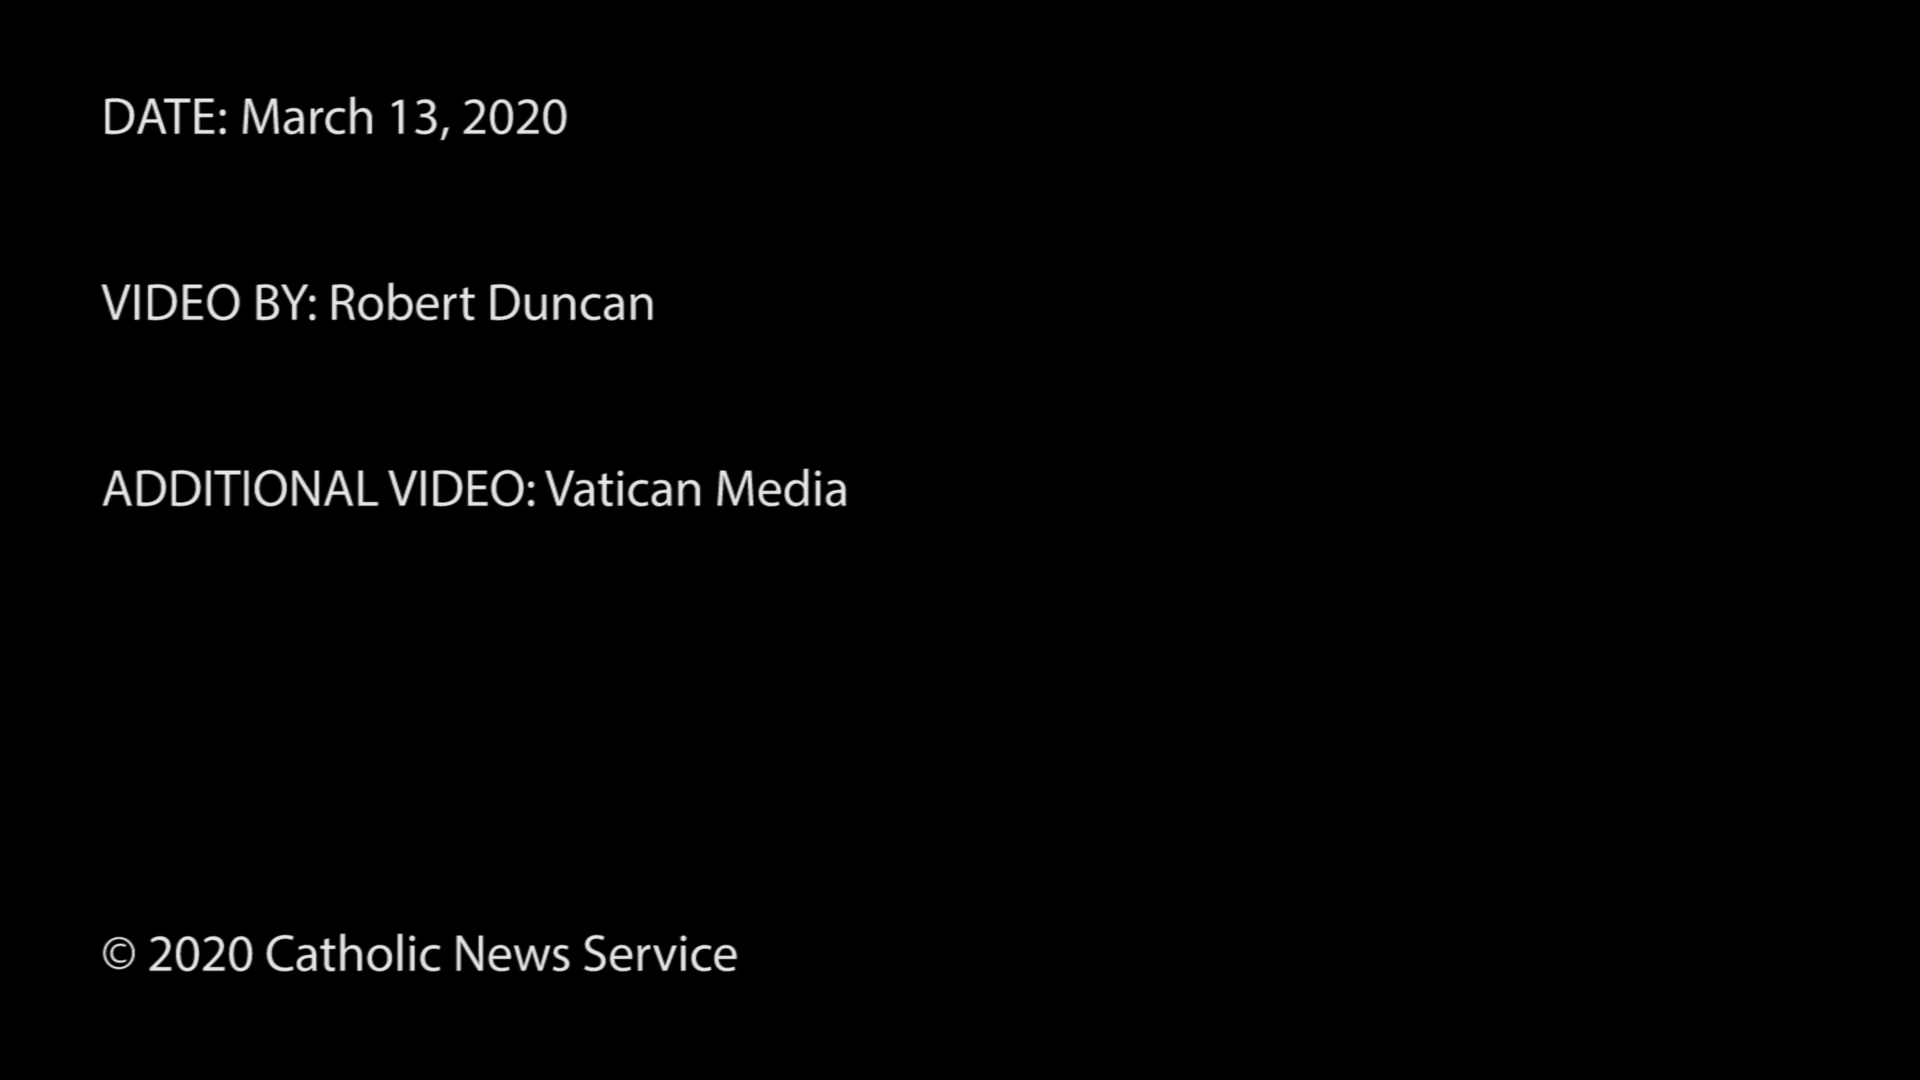 DATE: March 13, 2020
VIDEO BY: Robert Duncan
ADDITIONAL VIDEO: Vatican Media
© 2020 Catholic News Service